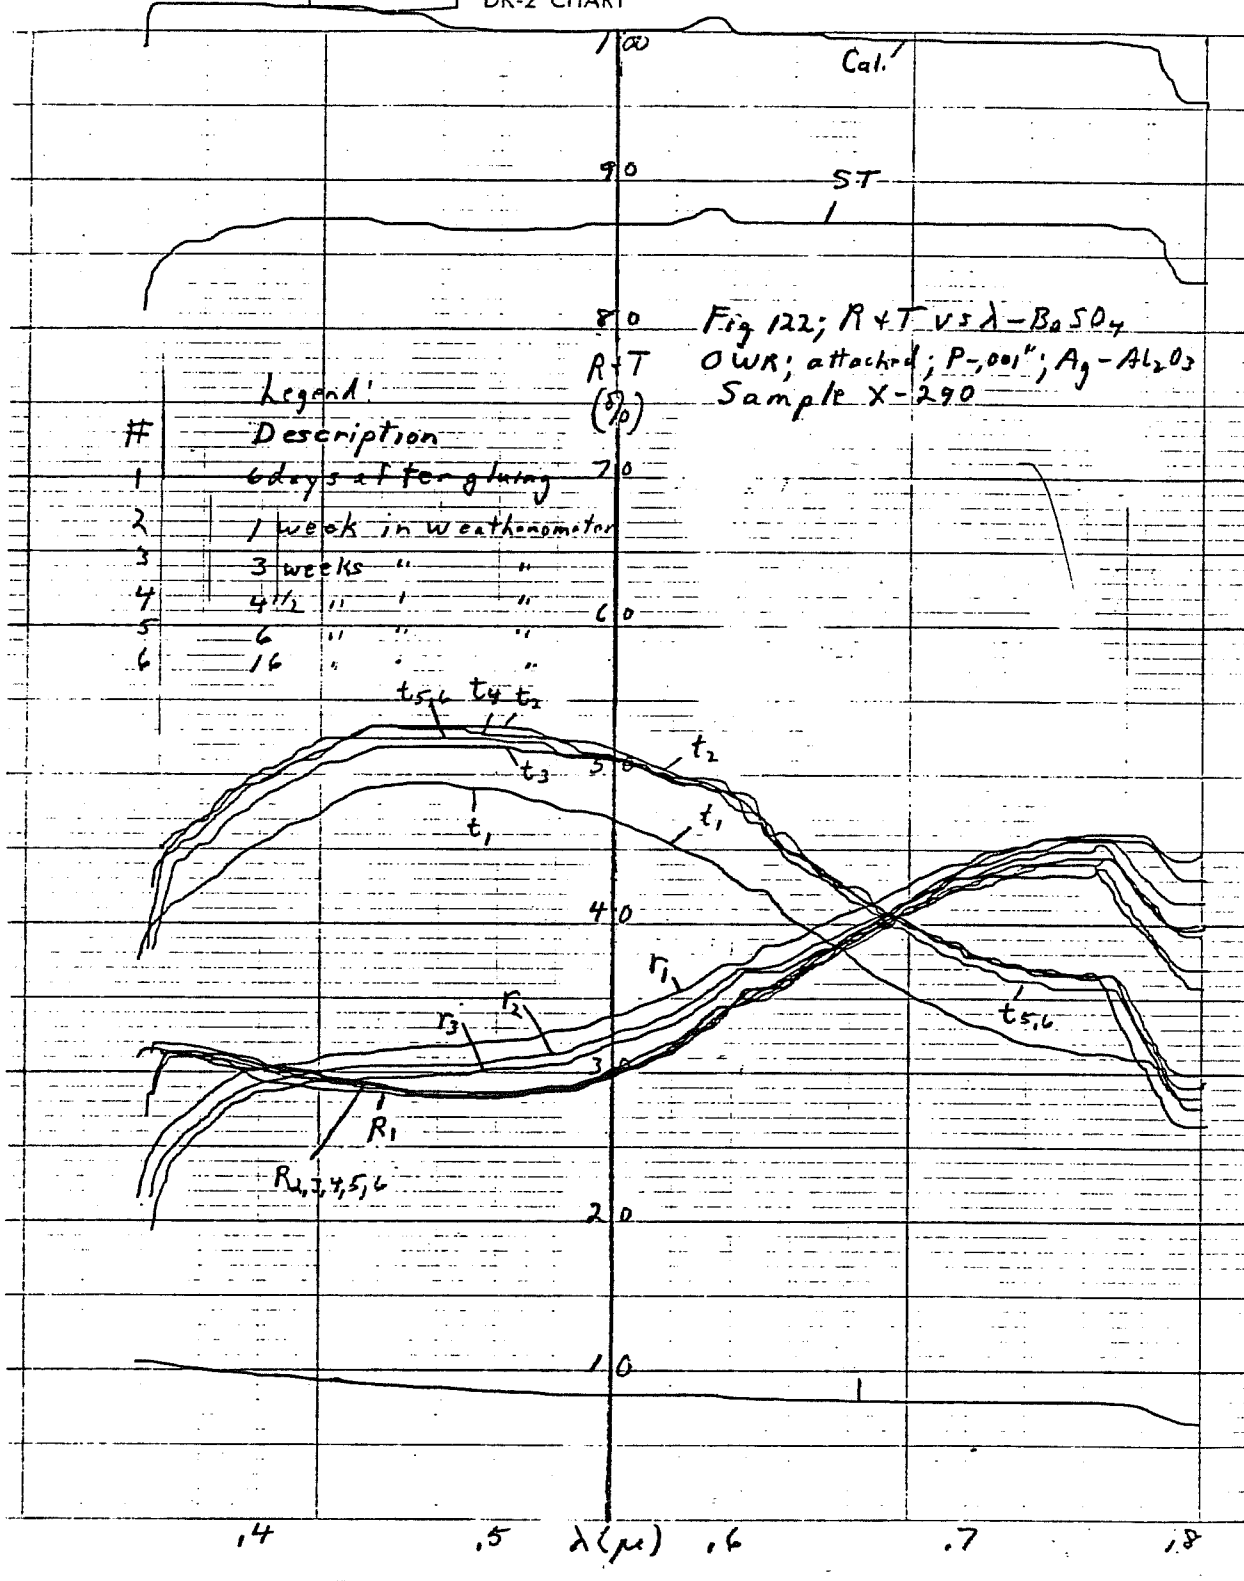 DR-2 CHART
100
Cal.
90
ST
80
Fig 122; R+T vs λ-BaSO4
R+T
OWR; attached; P-,001"; Ag-Al2O3
(%)
Sample X-290
Legend:
# Description
70
1 6 days after gluing
2 1 week in weatherometer
3 3 weeks " "
4 4 1/2 " " "
60
5 6 " " "
6 16 " " "
t5,6 t4 t2
t2
50
t3
t1
t1
40
r1
r2
r3
t5,6
30
R1
R2,3,4,5,6
20
10
.4 .5 λ(μ) .6 .7 .8